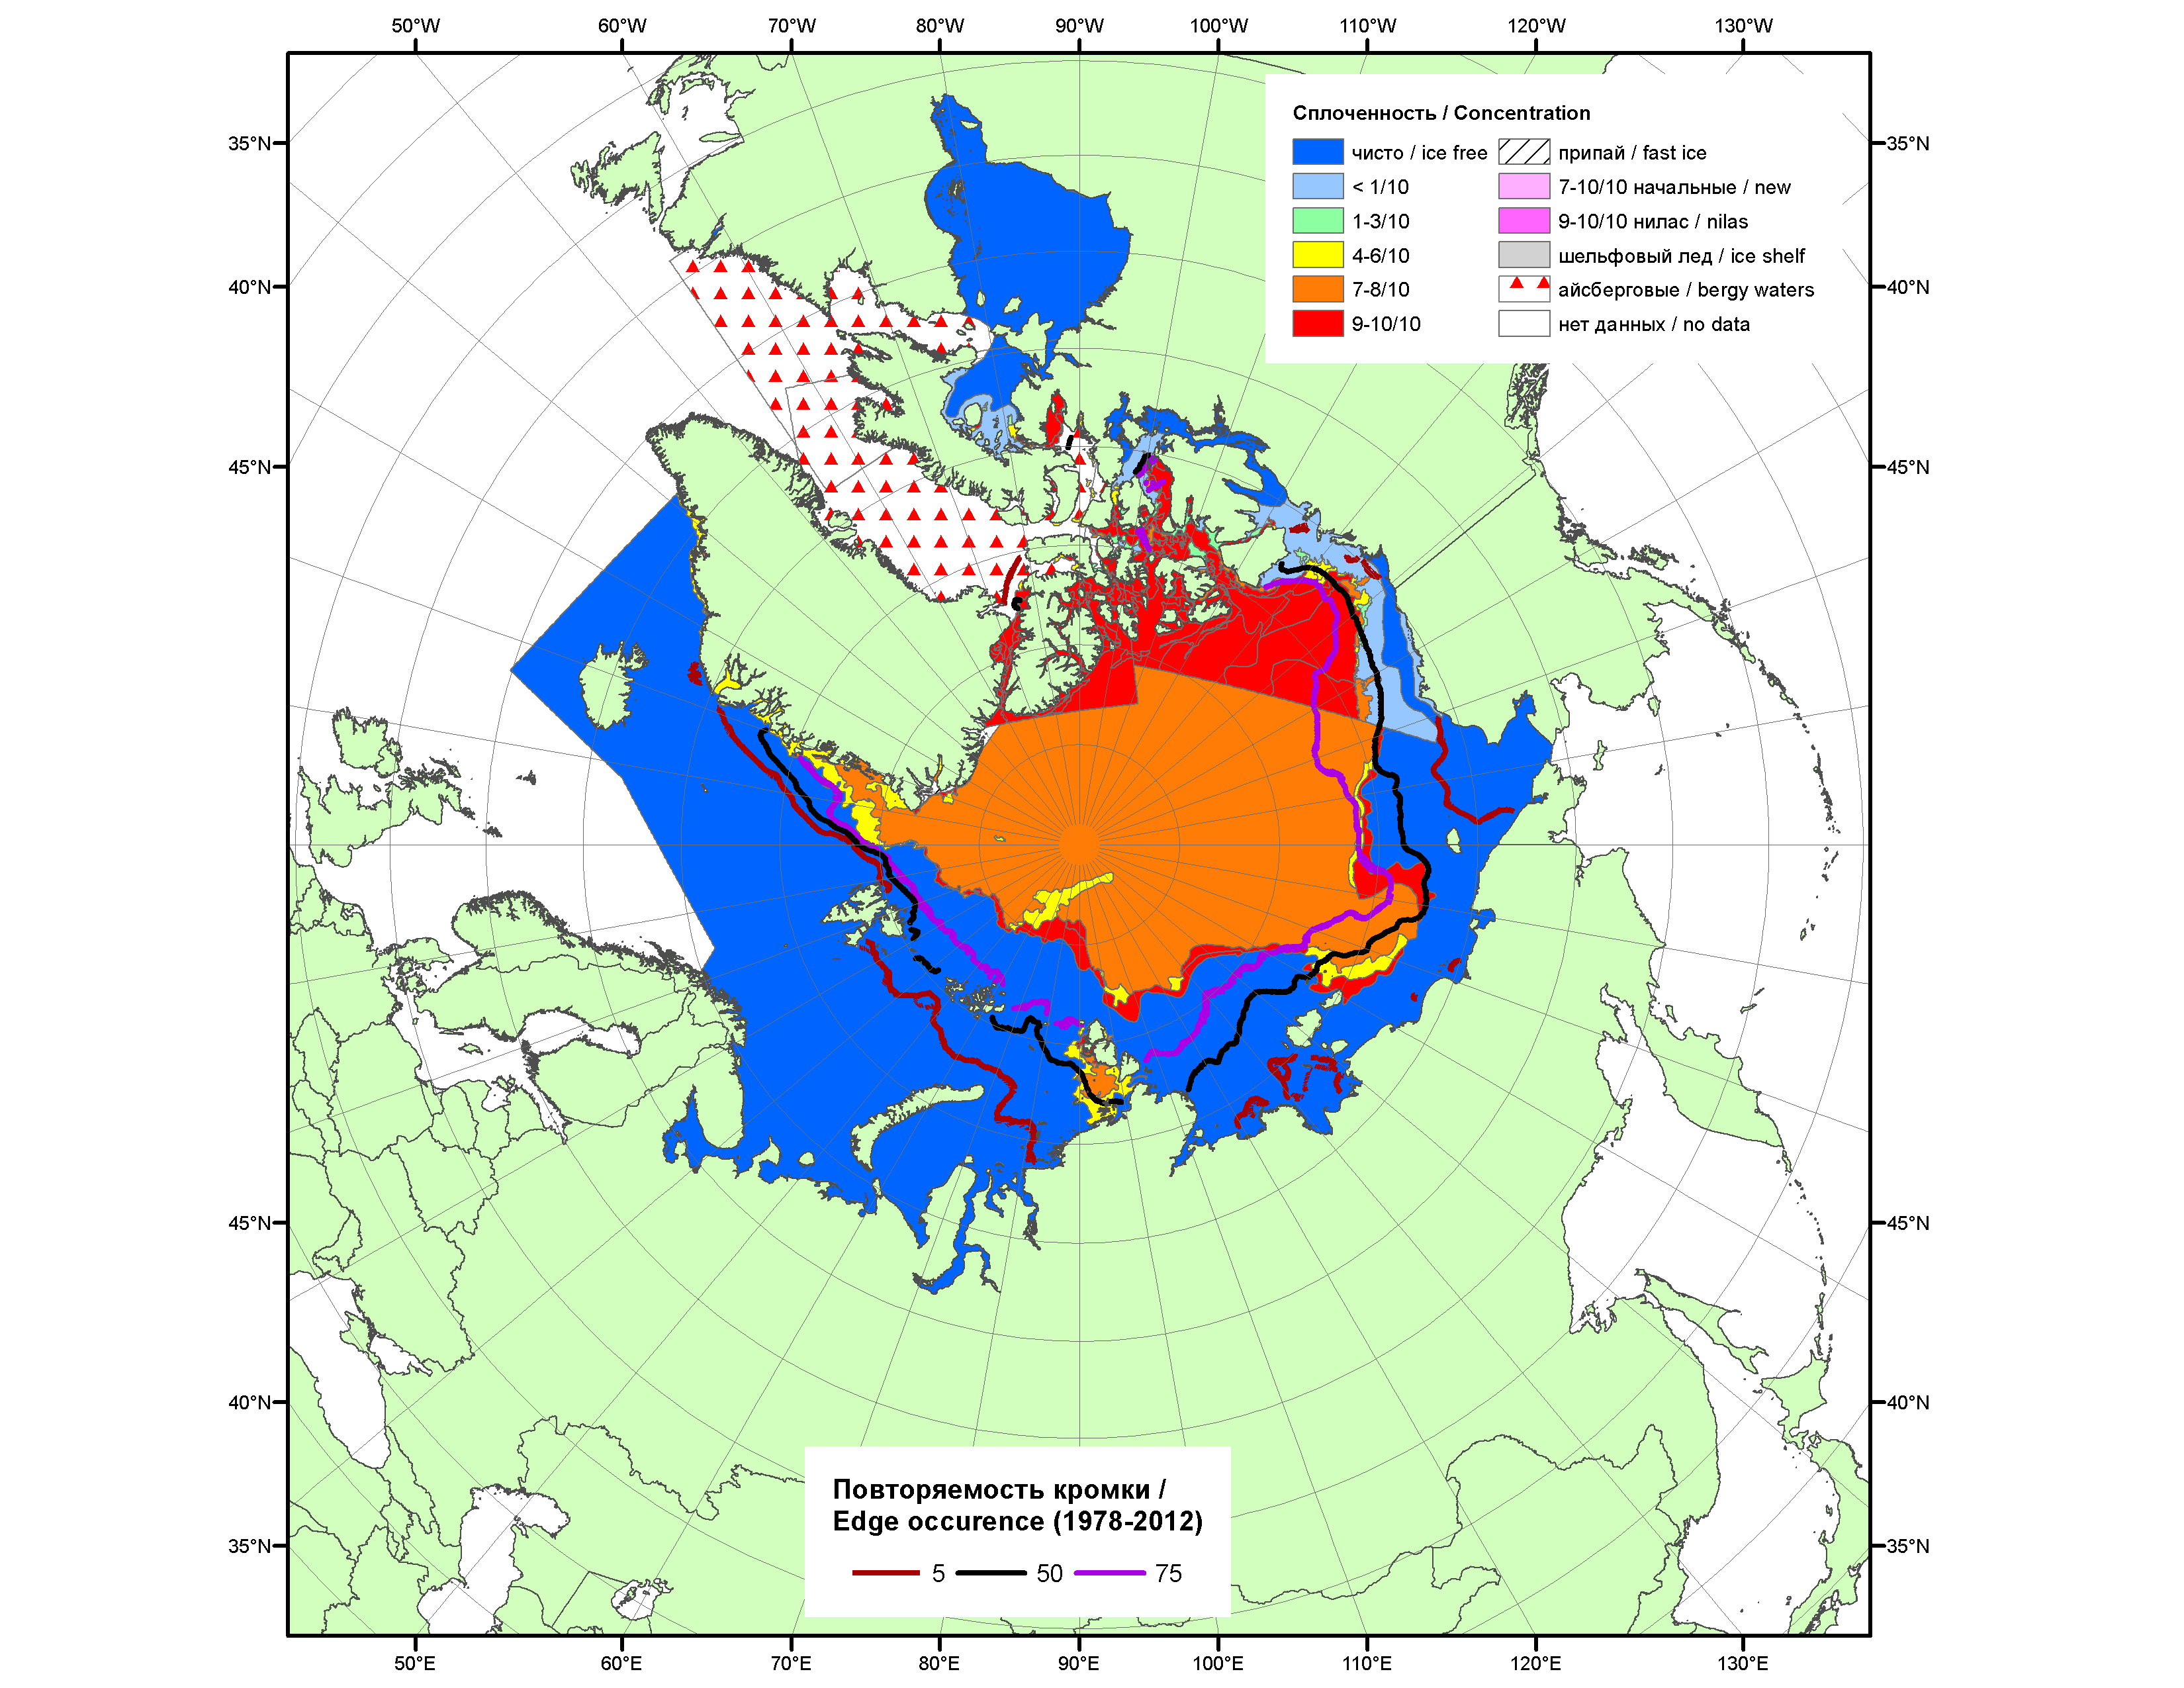 50°W 60°W 70°W 80°W 90°W 100°W 110°W 120°W 130°W
35°N 35°N
40°N 40°N
45°N 45°N
Сплоченность / Concentration
чисто / ice free
< 1/10
1-3/10
4-6/10
7-8/10
9-10/10
припай / fast ice
7-10/10 начальные / new
9-10/10 нилас / nilas
шельфовый лед / ice shelf
айсберговые / bergy waters
нет данных / no data
45°N 45°N
40°N 40°N
35°N 35°N
Повторяемость кромки /
Edge occurence (1978-2012)
5 50 75
50°E 60°E 70°E 80°E 90°E 100°E 110°E 120°E 130°E